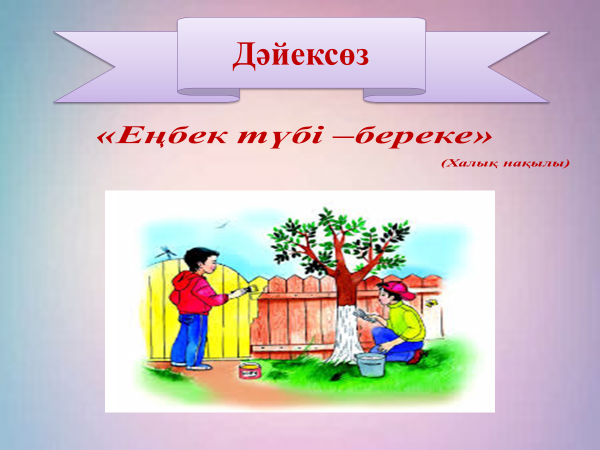 Дәйексөз
«Еңбек түбі –береке»
(Халық нақылы)